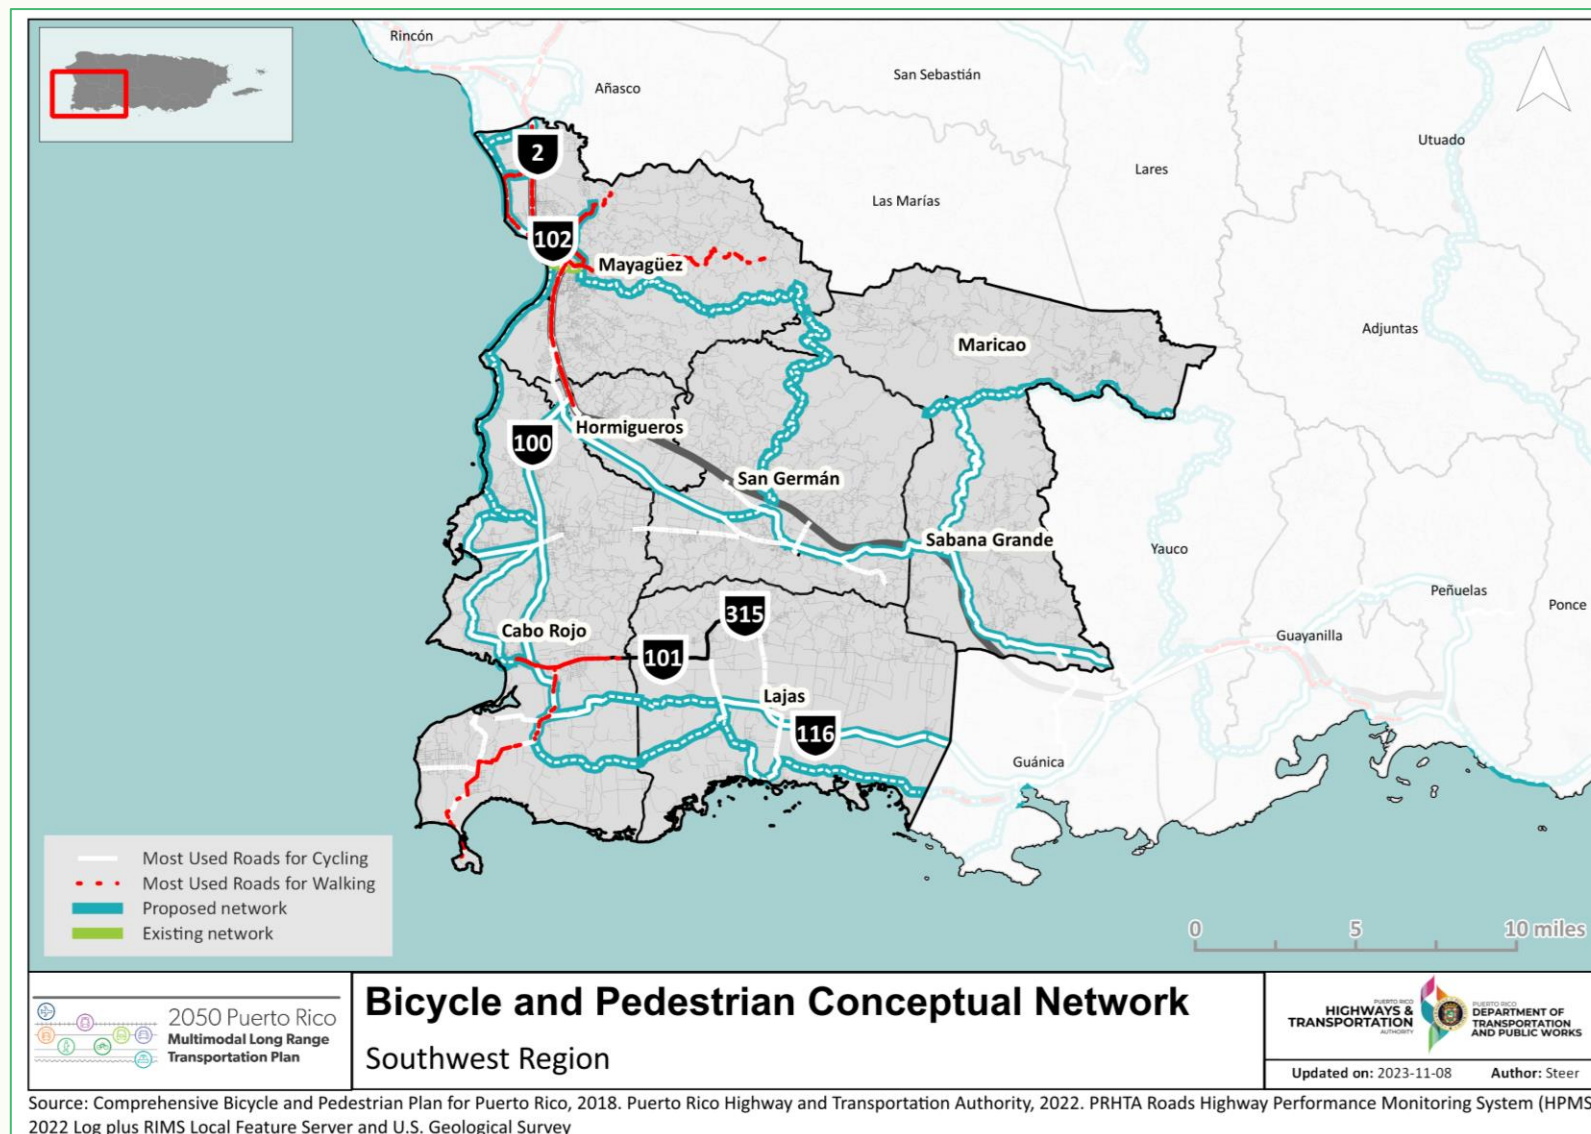 Rincón
Añasco
San Sebastián
Utuado
Lares
Las Marías
2
102
Mayagüez
Adjuntas
Maricao
Hormigueros
100
San Germán
Sabana Grande
Yauco
Peñuelas
Ponce
315
Guayanilla
Cabo Rojo
101
Lajas
116
Guánica
Most Used Roads for Cycling
Most Used Roads for Walking
Proposed network
Existing network
0 5 10 miles
2050 Puerto Rico
Multimodal Long Range
Transportation Plan
Bicycle and Pedestrian Conceptual Network
Southwest Region
PUERTO RICO
HIGHWAYS &
TRANSPORTATION
AUTHORITY
PUERTO RICO
DEPARTMENT OF
TRANSPORTATION
AND PUBLIC WORKS
Updated on: 2023-11-08 Author: Steer
Source: Comprehensive Bicycle and Pedestrian Plan for Puerto Rico, 2018. Puerto Rico Highway and Transportation Authority, 2022. PRHTA Roads Highway Performance Monitoring System (HPMS
2022 Log plus RIMS Local Feature Server and U.S. Geological Survey